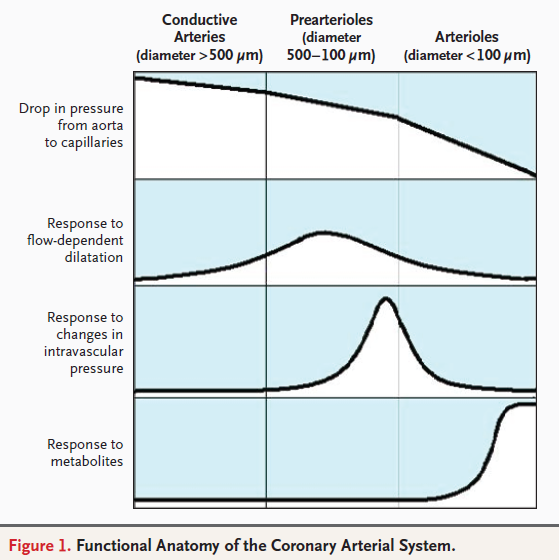 Conductive
Arteries
(diameter >500 μm)
Prearterioles
(diameter
500–100 μm)
Arterioles
(diameter <100 μm)
Drop in pressure
from aorta
to capillaries
Response to
flow-dependent
dilatation
Response to
changes in
intravascular
pressure
Response to
metabolites
Figure 1. Functional Anatomy of the Coronary Arterial System.